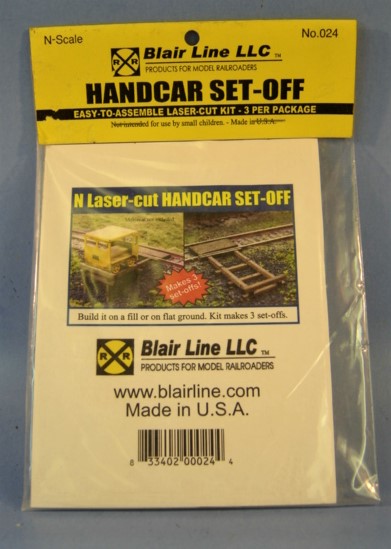 N-Scale
No.024
Blair Line LLC TM
PRODUCTS FOR MODEL RAILROADERS
HANDCAR SET-OFF
EASY-TO-ASSEMBLE LASER-CUT KIT - 3 PER PACKAGE
Not intended for use by small children. - Made in U.S.A.
N Laser-cut HANDCAR SET-OFF
Makes 3
set-offs!
Build it on a fill or on flat ground. Kit makes 3 set-offs.
R R
Blair Line LLC TM
PRODUCTS FOR MODEL RAILROADERS
www.blairline.com
Made in U.S.A.
8 33402 00024 4